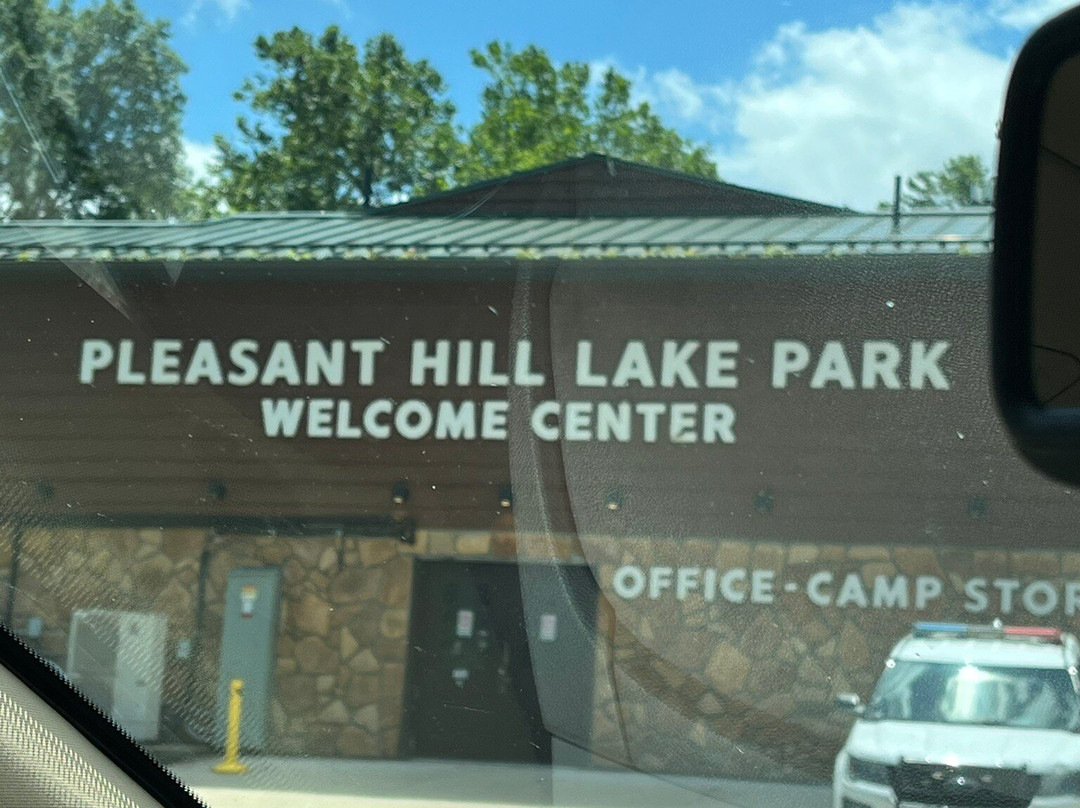 PLEASANT HILL LAKE PARK
WELCOME CENTER
OFFICE-CAMP STOR